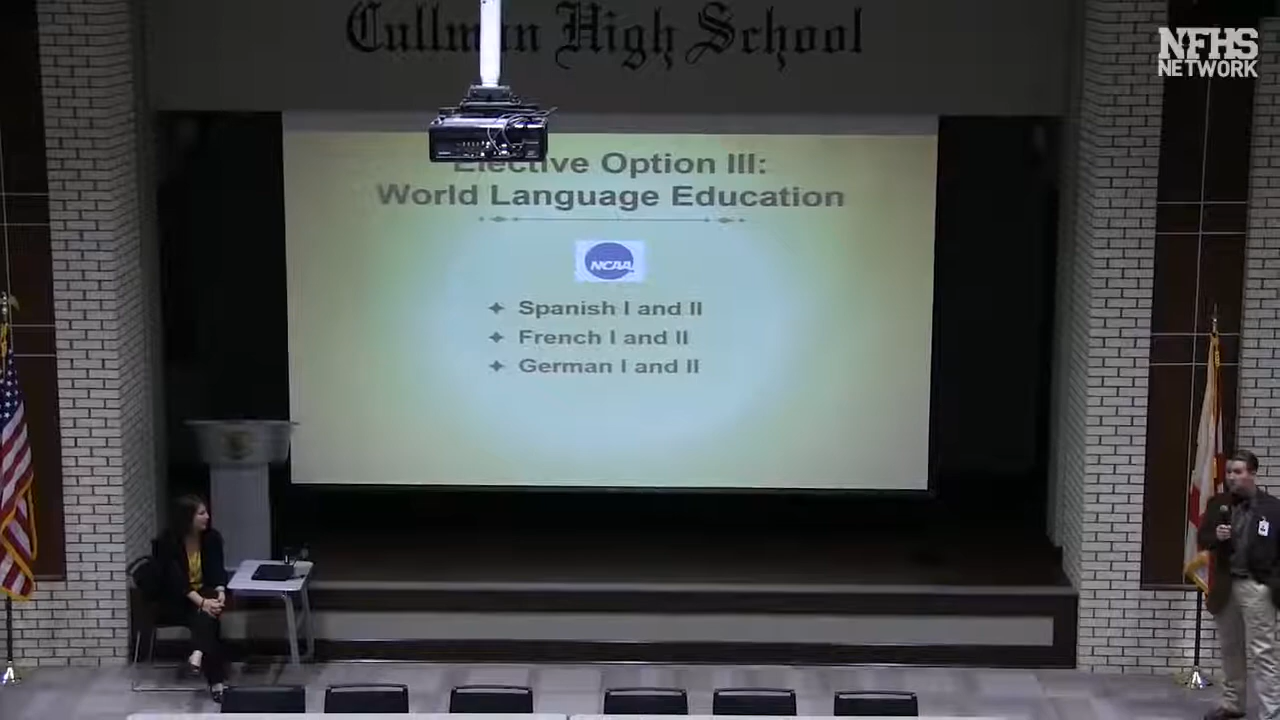 Cullman High School
NFHS
NETWORK
Elective Option III:
World Language Education
NCAA
Spanish I and II
French I and II
German I and II